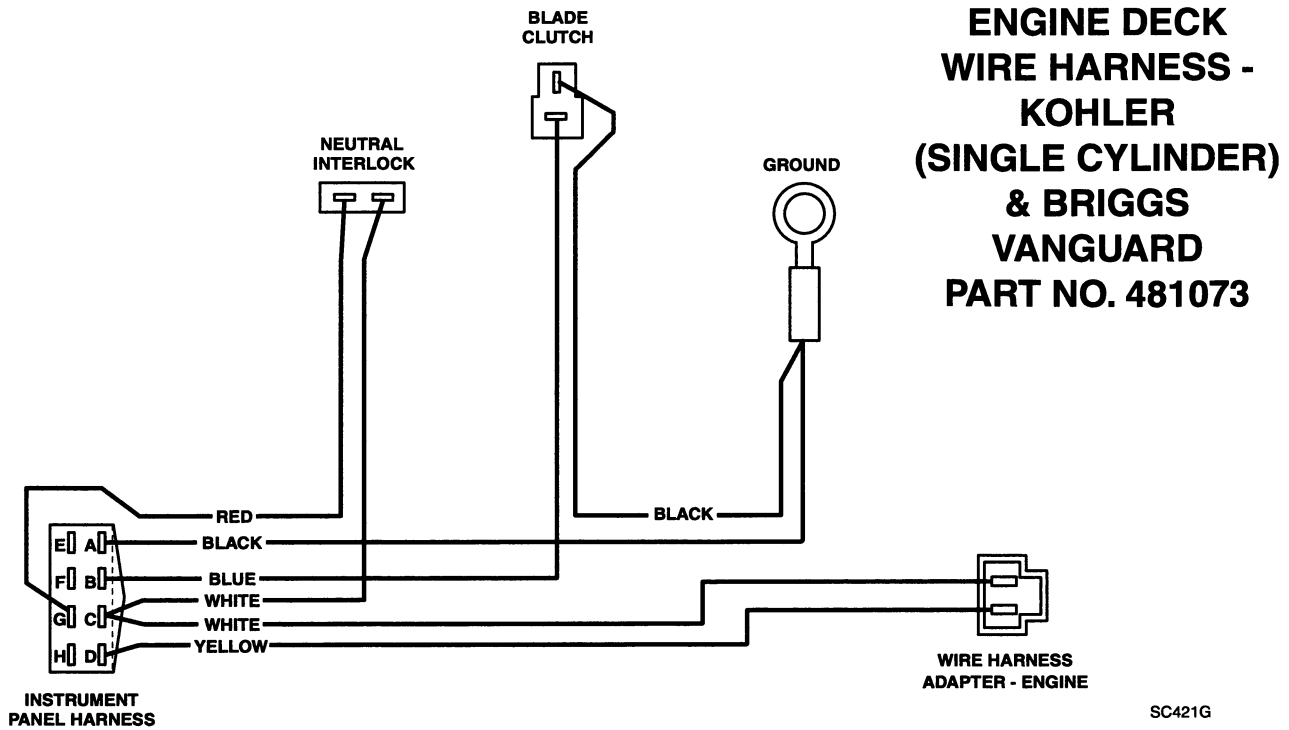 ENGINE DECK
WIRE HARNESS -
KOHLER
(SINGLE CYLINDER)
& BRIGGS
VANGUARD
PART NO. 481073
BLADE
CLUTCH
NEUTRAL
INTERLOCK
GROUND
RED
BLACK
BLACK
BLUE
WHITE
WHITE
YELLOW
E A
F B
G C
H D
INSTRUMENT
PANEL HARNESS
WIRE HARNESS
ADAPTER - ENGINE
SC421G